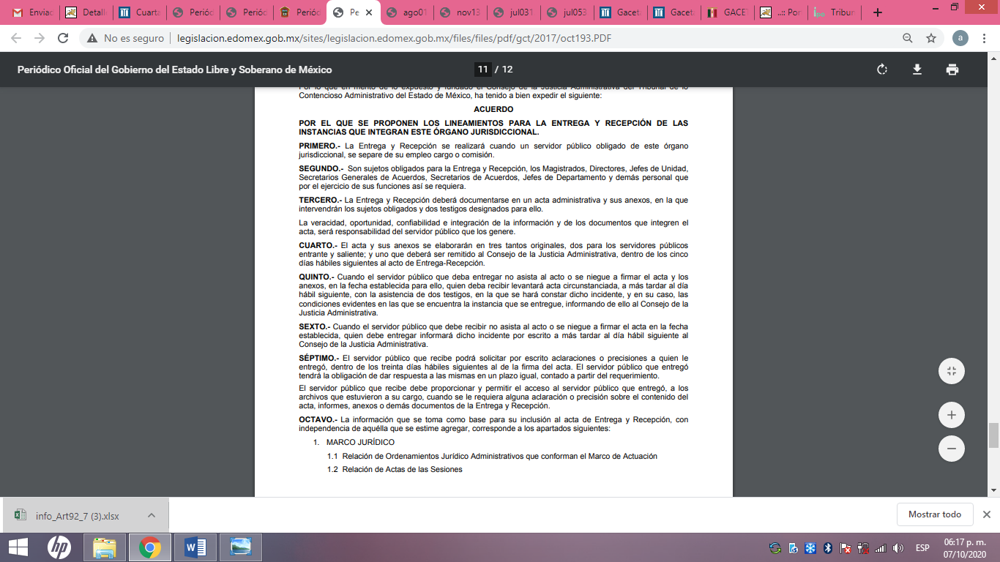 Enviac
Detall
Cuarta
Periód
Periód
Periód
Pe
ago01
nov13
jul031
jul053
Gaceta
Gaceta
GACET
..:: Por
Tribun
No es seguro
legislacion.edomex.gob.mx/sites/legislacion.edomex.gob.mx/files/files/pdf/gct/2017/oct193.PDF
a
Periódico Oficial del Gobierno del Estado Libre y Soberano de México
11 / 12
Por lo que en mérito de lo expuesto y fundado el Consejo de la Justicia Administrativa del Tribunal de lo
Contencioso Administrativo del Estado de México, ha tenido a bien expedir el siguiente:
ACUERDO
POR EL QUE SE PROPONEN LOS LINEAMIENTOS PARA LA ENTREGA Y RECEPCIÓN DE LAS
INSTANCIAS QUE INTEGRAN ESTE ÓRGANO JURISDICCIONAL.
PRIMERO.- La Entrega y Recepción se realizará cuando un servidor público obligado de este órgano
jurisdiccional, se separe de su empleo cargo o comisión.
SEGUNDO.- Son sujetos obligados para la Entrega y Recepción, los Magistrados, Directores, Jefes de Unidad,
Secretarios Generales de Acuerdos, Secretarios de Acuerdos, Jefes de Departamento y demás personal que
por el ejercicio de sus funciones así se requiera.
TERCERO.- La Entrega y Recepción deberá documentarse en un acta administrativa y sus anexos, en la que
intervendrán los sujetos obligados y dos testigos designados para ello.
La veracidad, oportunidad, confiabilidad e integración de la información y de los documentos que integren el
acta, será responsabilidad del servidor público que los genere.
CUARTO.- El acta y sus anexos se elaborarán en tres tantos originales, dos para los servidores públicos
entrante y saliente; y uno que deberá ser remitido al Consejo de la Justicia Administrativa, dentro de los cinco
días hábiles siguientes al acto de Entrega-Recepción.
QUINTO.- Cuando el servidor público que deba entregar no asista al acto o se niegue a firmar el acta y los
anexos, en la fecha establecida para ello, quien deba recibir levantará acta circunstanciada, a más tardar al día
hábil siguiente, con la asistencia de dos testigos, en la que se hará constar dicho incidente, y en su caso, las
condiciones evidentes en las que se encuentra la instancia que se entregue, informando de ello al Consejo de la
Justicia Administrativa.
SEXTO.- Cuando el servidor público que debe recibir no asista al acto o se niegue a firmar el acta en la fecha
establecida, quien debe entregar informará dicho incidente por escrito a más tardar al día hábil siguiente al
Consejo de la Justicia Administrativa.
SÉPTIMO.- El servidor público que recibe podrá solicitar por escrito aclaraciones o precisiones a quien le
entregó, dentro de los treinta días hábiles siguientes al de la firma del acta. El servidor público que entregó
tendrá la obligación de dar respuesta a las mismas en un plazo igual, contado a partir del requerimiento.
El servidor público que recibe debe proporcionar y permitir el acceso al servidor público que entregó, a los
archivos que estuvieron a su cargo, cuando se le requiera alguna aclaración o precisión sobre el contenido del
acta, informes, anexos o demás documentos de la Entrega y Recepción.
OCTAVO.- La información que se toma como base para su inclusión al acta de Entrega y Recepción, con
independencia de aquélla que se estime agregar, corresponde a los apartados siguientes:
1. MARCO JURÍDICO
1.1 Relación de Ordenamientos Jurídico Administrativos que conforman el Marco de Actuación
1.2 Relación de Actas de las Sesiones
info_Art92_7 (3).xlsx
Mostrar todo
ESP
06:17 p. m.
07/10/2020